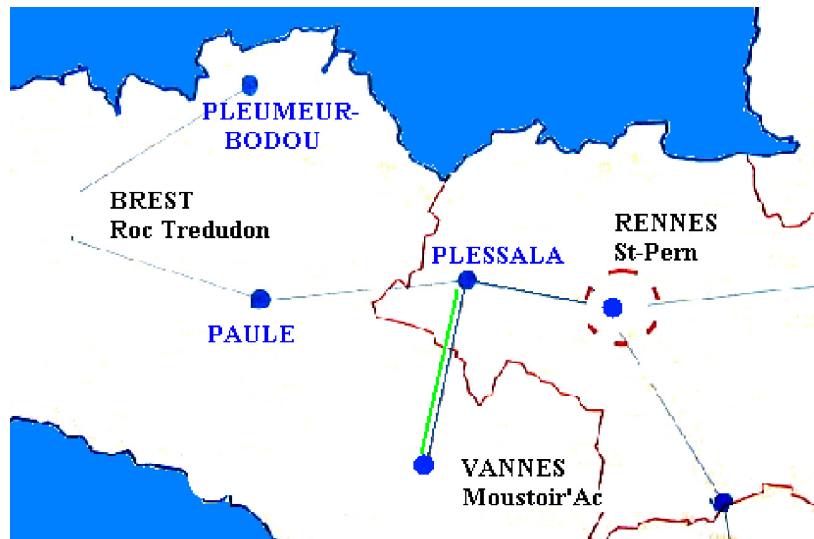 PLEUMEUR-
BODOU
BREST
Roc Tredudon
RENNES
St-Pern
PLESSALA
PAULE
VANNES
Moustoir'Ac